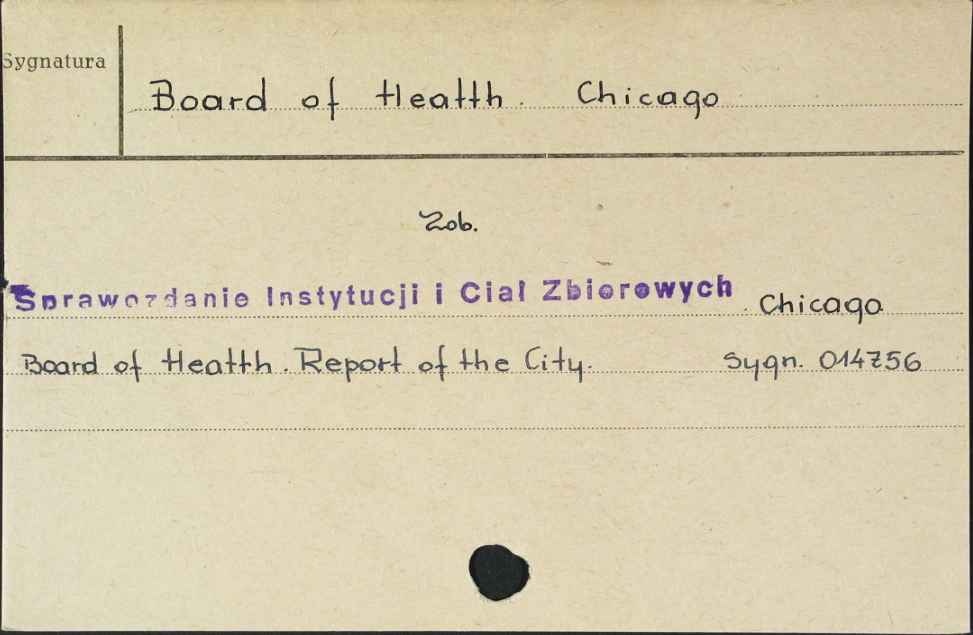 Sygnatura
Board of Health. Chicago
Zob.
Sprawozdanie Instytucji i Ciał Zbiorowych. Chicago
Board of Health. Report of the City. Sygn. 014756